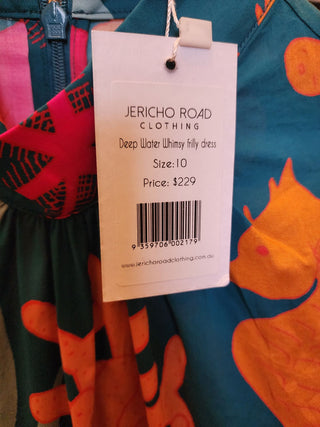 JERICHO ROAD
CLOTHING
Deep Water Whimsy frilly dress
Size:10
Price: $229
9 359706 002179
www.jerichoroadclothing.com.au